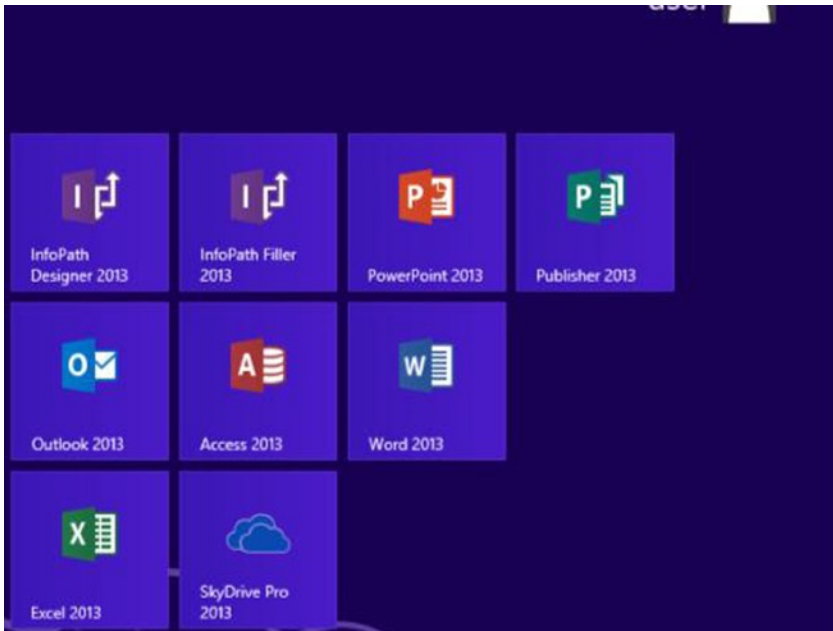 user
I
InfoPath
Designer 2013
I
InfoPath Filler
2013
P
PowerPoint 2013
P
Publisher 2013
O
Outlook 2013
A
Access 2013
W
Word 2013
X
Excel 2013
SkyDrive Pro
2013